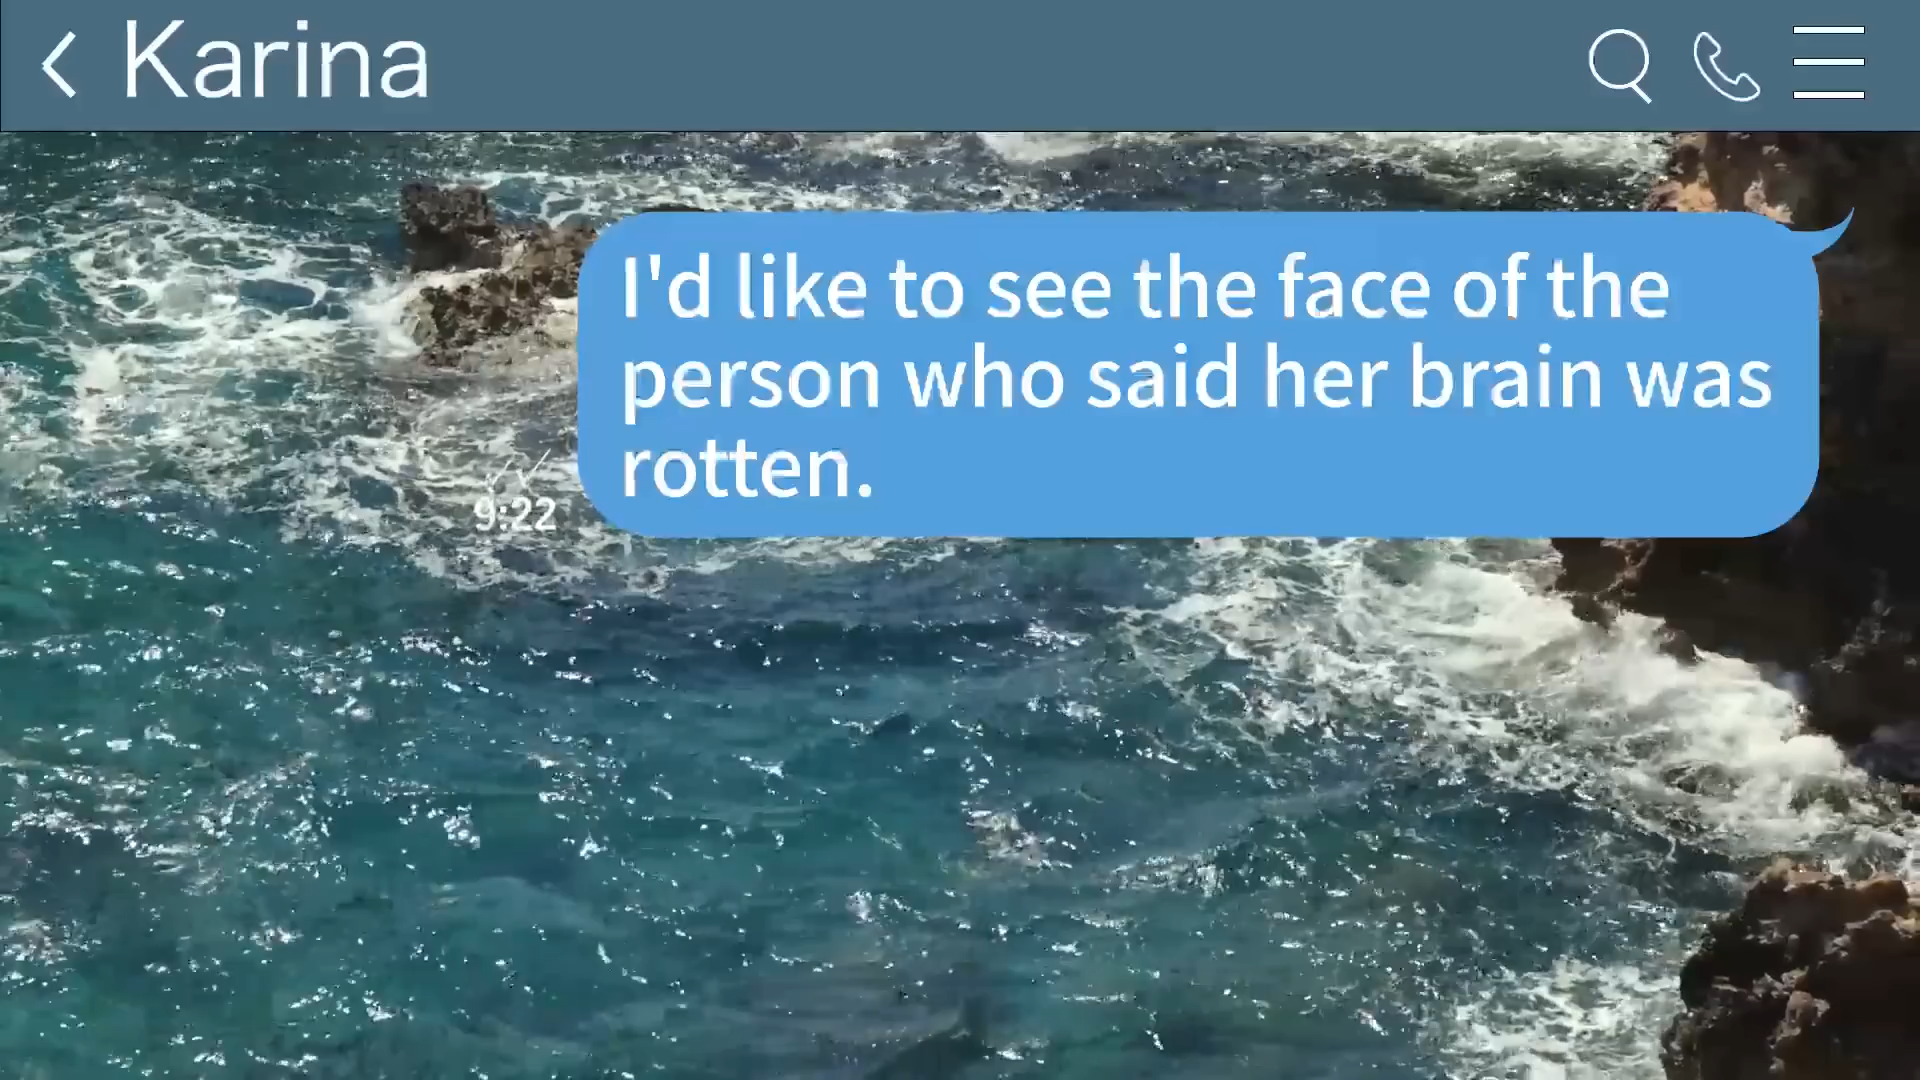 Karina
I'd like to see the face of the
person who said her brain was
rotten.
9:22